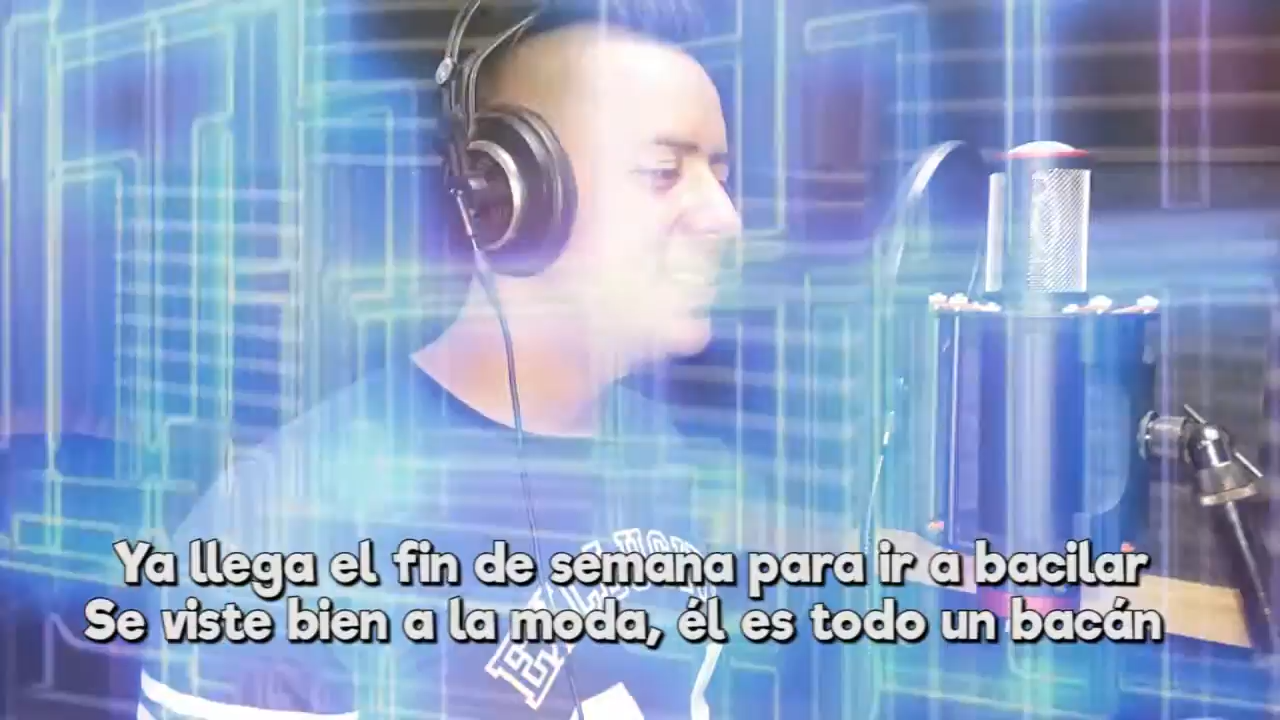 Ya llega el fin de semana para ir a bacilar
Se viste bien a la moda, él es todo un bacán